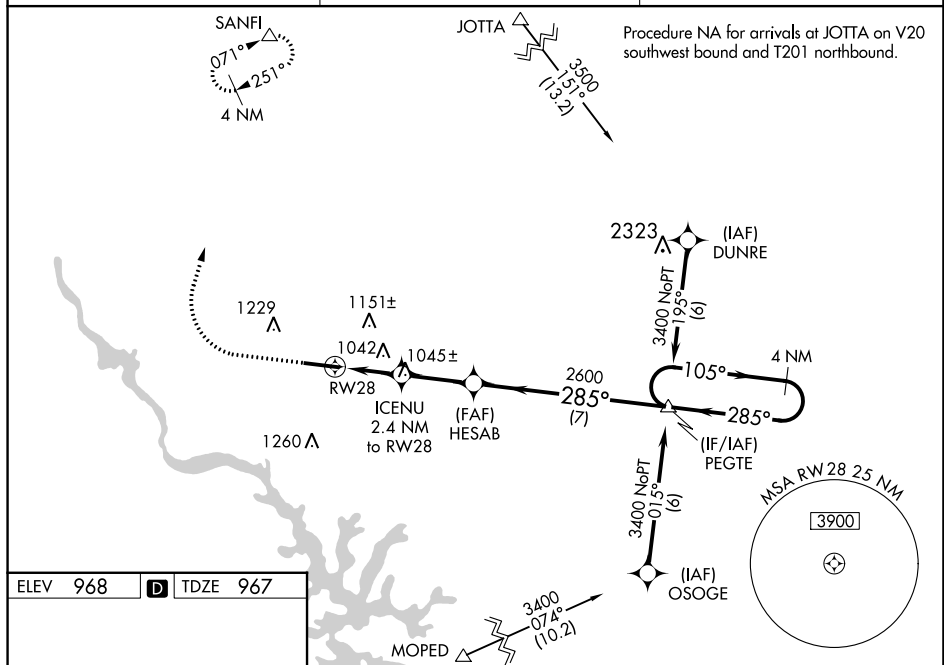 SANFI
071°
251°
4 NM
JOTTA
3500
151°
(13.2)
Procedure NA for arrivals at JOTTA on V20
southwest bound and T201 northbound.
2323
(IAF)
DUNRE
3400 NoPT
195°
(6)
1229
1151±
1042
1045±
RW28
ICENU
2.4 NM
to RW28
(FAF)
HESAB
2600
285°
(7)
105°
4 NM
285°
(IF/IAF)
PEGTE
1260
3400 NoPT
015°
(6)
MSA RW28 25 NM
3900
(IAF)
OSOGE
ELEV 968 D TDZE 967
3400
074°
(10.2)
MOPED